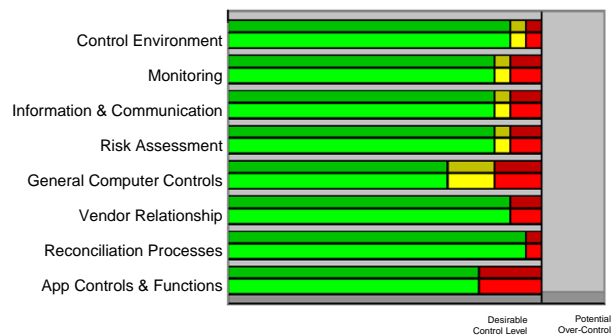 Control Environment
Monitoring
Information & Communication
Risk Assessment
General Computer Controls
Vendor Relationship
Reconciliation Processes
App Controls & Functions
Desirable
Control Level
Potential
Over-Control